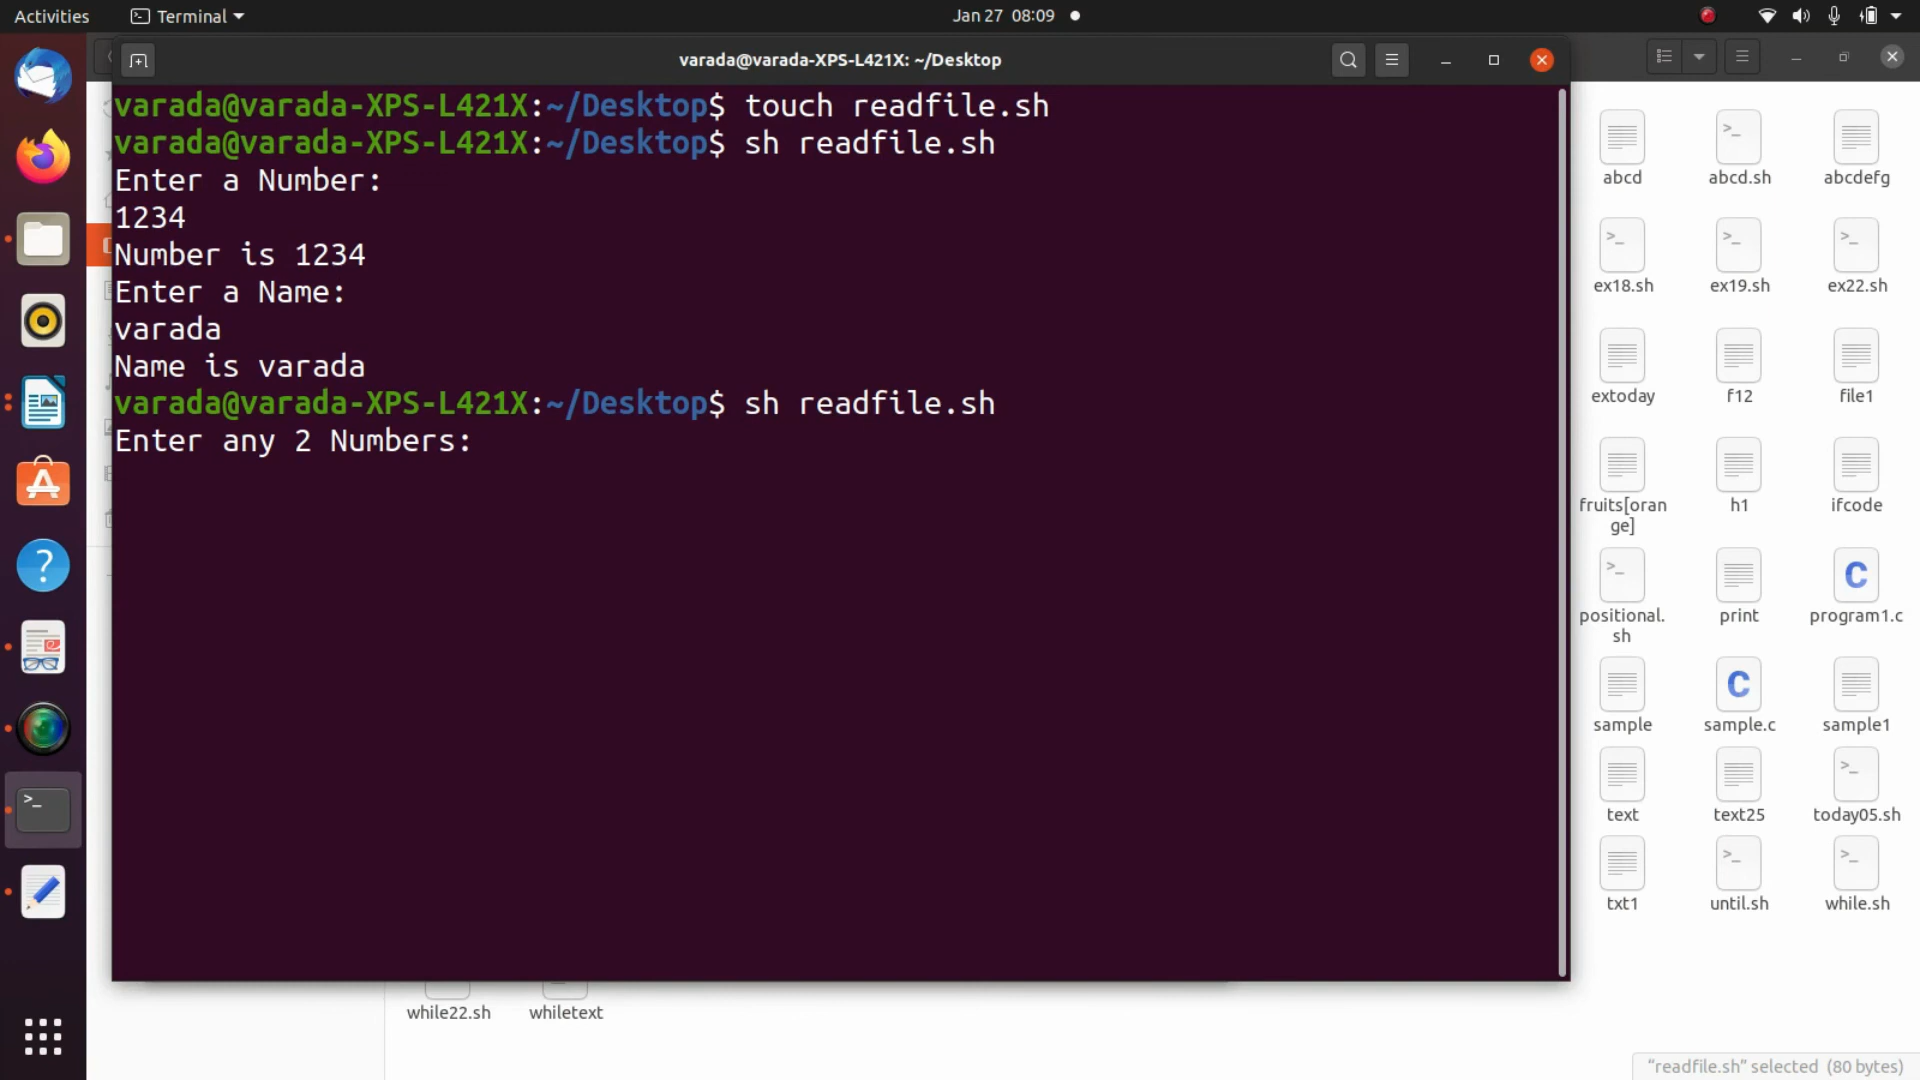 Activities
Terminal
Jan 27 08:09
varada@varada-XPS-L421X: ~/Desktop
varada@varada-XPS-L421X:~/Desktop$ touch readfile.sh
varada@varada-XPS-L421X:~/Desktop$ sh readfile.sh
Enter a Number:
1234
Number is 1234
Enter a Name:
varada
Name is varada
varada@varada-XPS-L421X:~/Desktop$ sh readfile.sh
Enter any 2 Numbers:
abcd abcd.sh abcdefg
ex18.sh ex19.sh ex22.sh
extoday f12 file1
fruits[oran
ge] h1 ifcode
positional.
sh print program1.c
sample sample.c sample1
text text25 today05.sh
txt1 until.sh while.sh
while22.sh whiletext
"readfile.sh" selected (80 bytes)